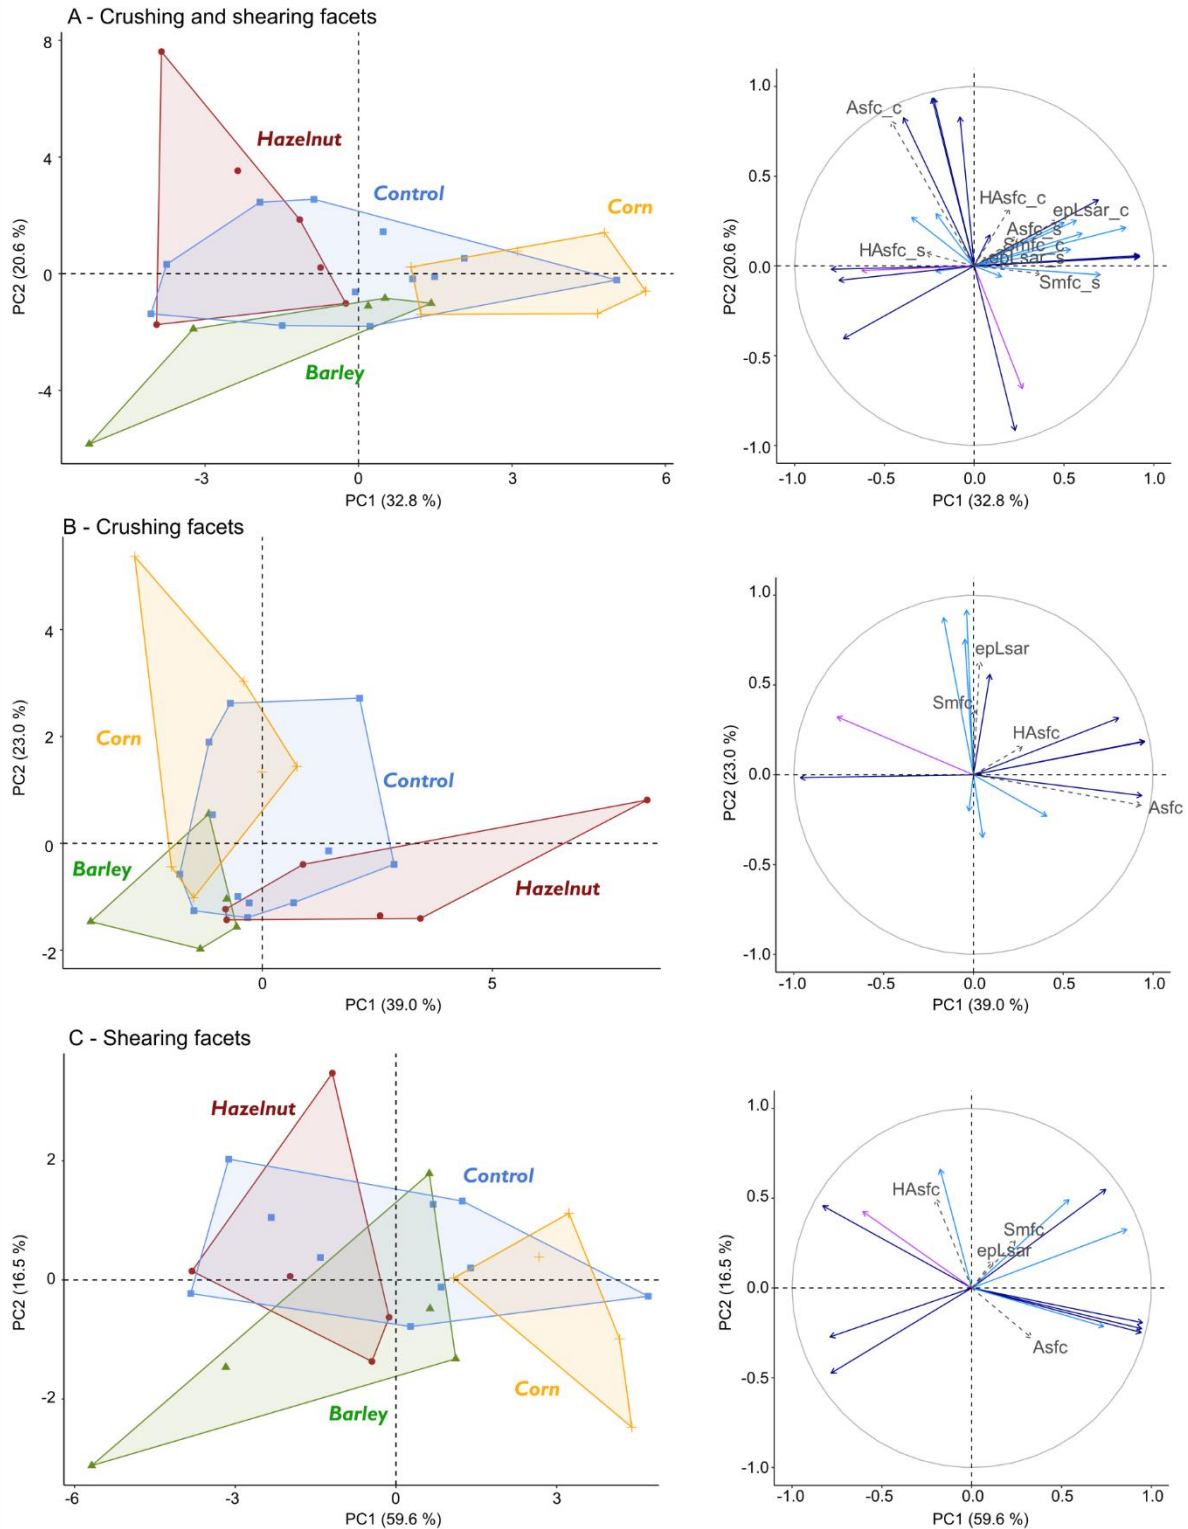 A - Crushing and shearing facets
8
4
0
-4
PC2 (20.6 %)
Hazelnut
Control
Corn
Barley
-3
0
3
6
PC1 (32.8 %)
1.0
0.5
0.0
-0.5
-1.0
PC2 (20.6 %)
Asfc_c
HAsfc_c
epLsar_c
Asfc_s
Smfc_c
HAsfc_s
epLsar_s
Smfc_s
-1.0
-0.5
0.0
0.5
1.0
PC1 (32.8 %)
B - Crushing facets
4
2
0
-2
PC2 (23.0 %)
Corn
Control
Barley
Hazelnut
0
5
PC1 (39.0 %)
1.0
0.5
0.0
-0.5
-1.0
PC2 (23.0 %)
epLsar
Smfc
HAsfc
Asfc
-1.0
-0.5
0.0
0.5
1.0
PC1 (39.0 %)
C - Shearing facets
2
0
-2
PC2 (16.5 %)
Hazelnut
Control
Corn
Barley
-6
-3
0
3
PC1 (59.6 %)
1.0
0.5
0.0
-0.5
-1.0
PC2 (16.5 %)
HAsfc
Smfc
epLsar
Asfc
-1.0
-0.5
0.0
0.5
1.0
PC1 (59.6 %)